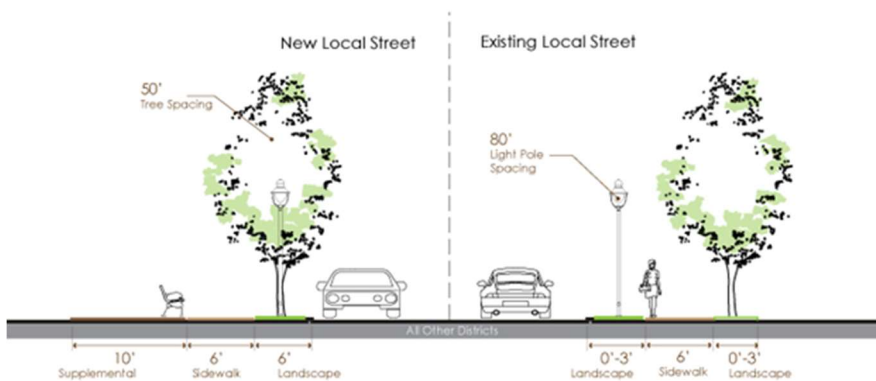 New Local Street
Existing Local Street
50'
Tree Spacing
80'
Light Pole
Spacing
All Other Districts
10'
Supplemental
6'
Sidewalk
6'
Landscape
0'-3'
Landscape
6'
Sidewalk
0'-3'
Landscape